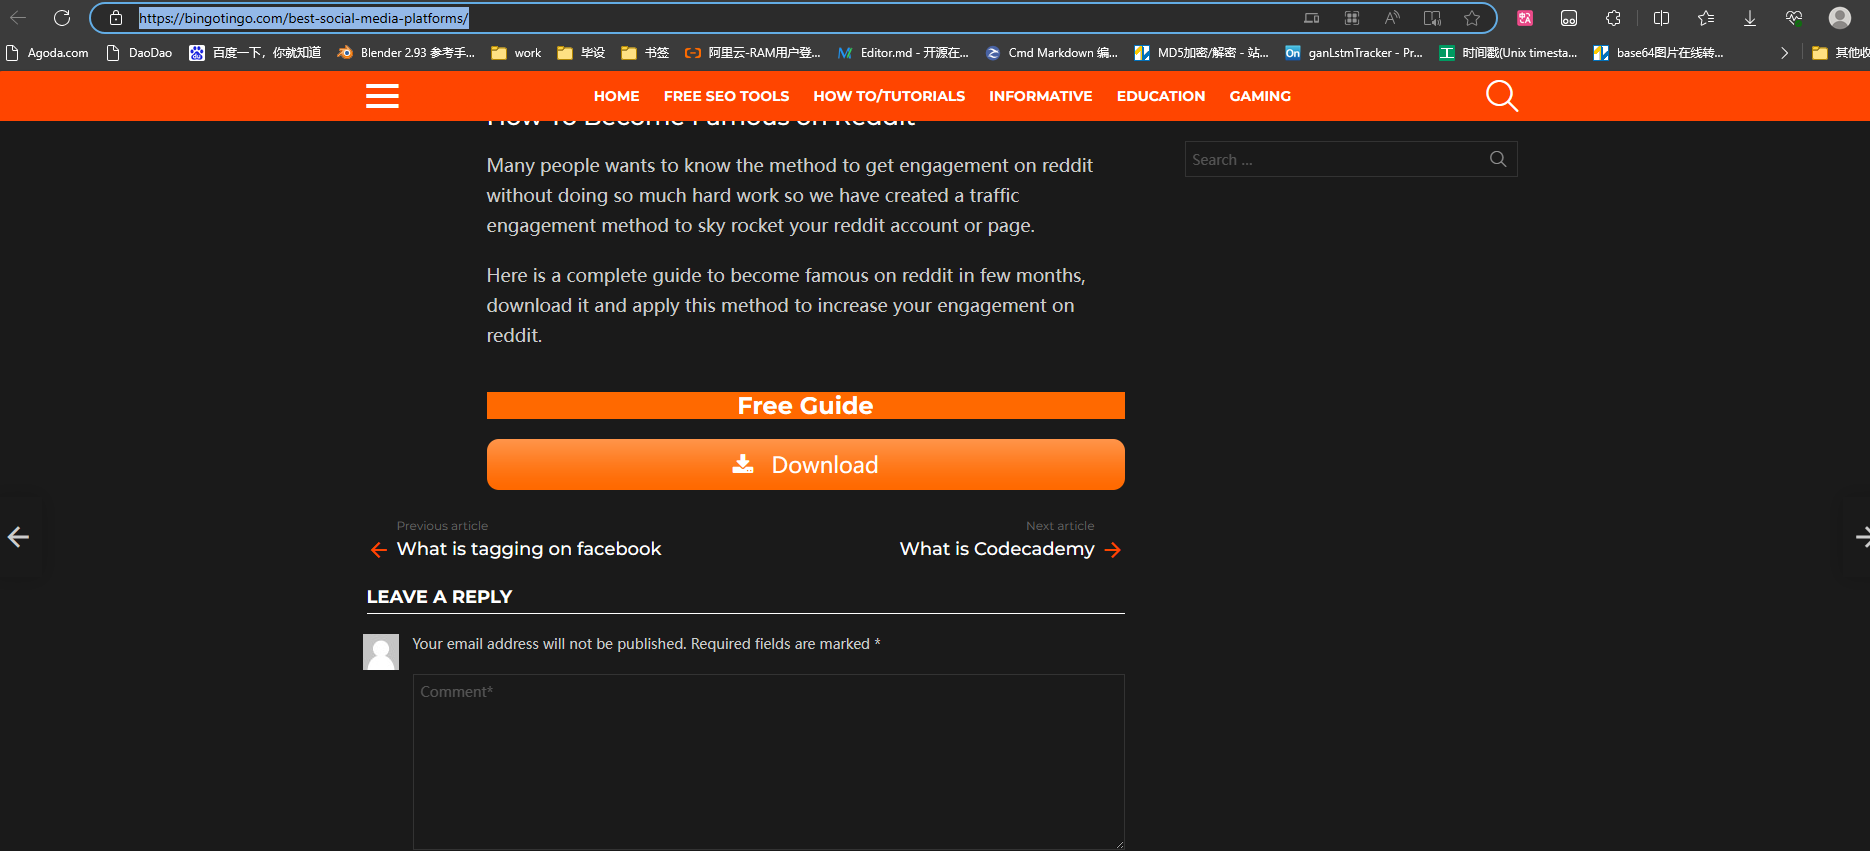 https://bingotingo.com/best-social-media-platforms/
Agoda.com DaoDao 百度一下，你就知道 Blender 2.93 参考手... work 毕设 书签 阿里云-RAM用户登... Editor.md - 开源在... Cmd Markdown 编... MD5加密/解密 - 站... ganLstmTracker - Pr... 时间戳(Unix timesta... base64图片在线转... 其他收
HOME FREE SEO TOOLS HOW TO/TUTORIALS INFORMATIVE EDUCATION GAMING
How To Become Famous on Reddit
Search ...
Many people wants to know the method to get engagement on reddit
without doing so much hard work so we have created a traffic
engagement method to sky rocket your reddit account or page.
Here is a complete guide to become famous on reddit in few months,
download it and apply this method to increase your engagement on
reddit.
Free Guide
Download
Previous article
What is tagging on facebook
Next article
What is Codecademy
LEAVE A REPLY
Your email address will not be published. Required fields are marked *
Comment*